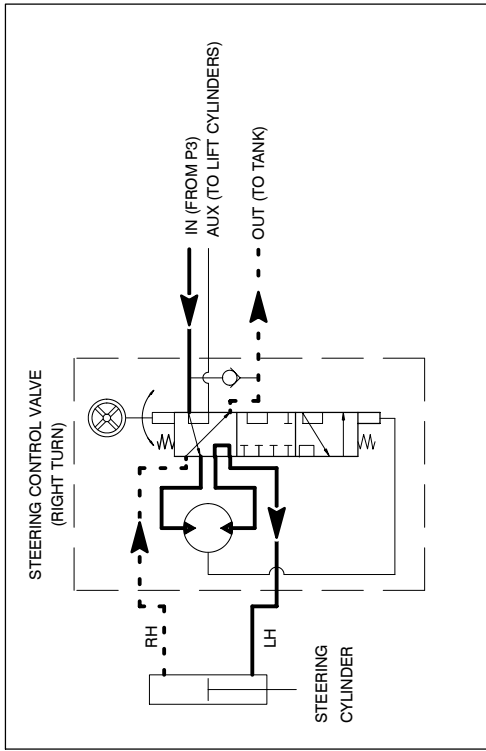 STEERING CONTROL VALVE
(RIGHT TURN)
IN (FROM P3)
AUX (TO LIFT CYLINDERS)
OUT (TO TANK)
RH
LH
STEERING
CYLINDER